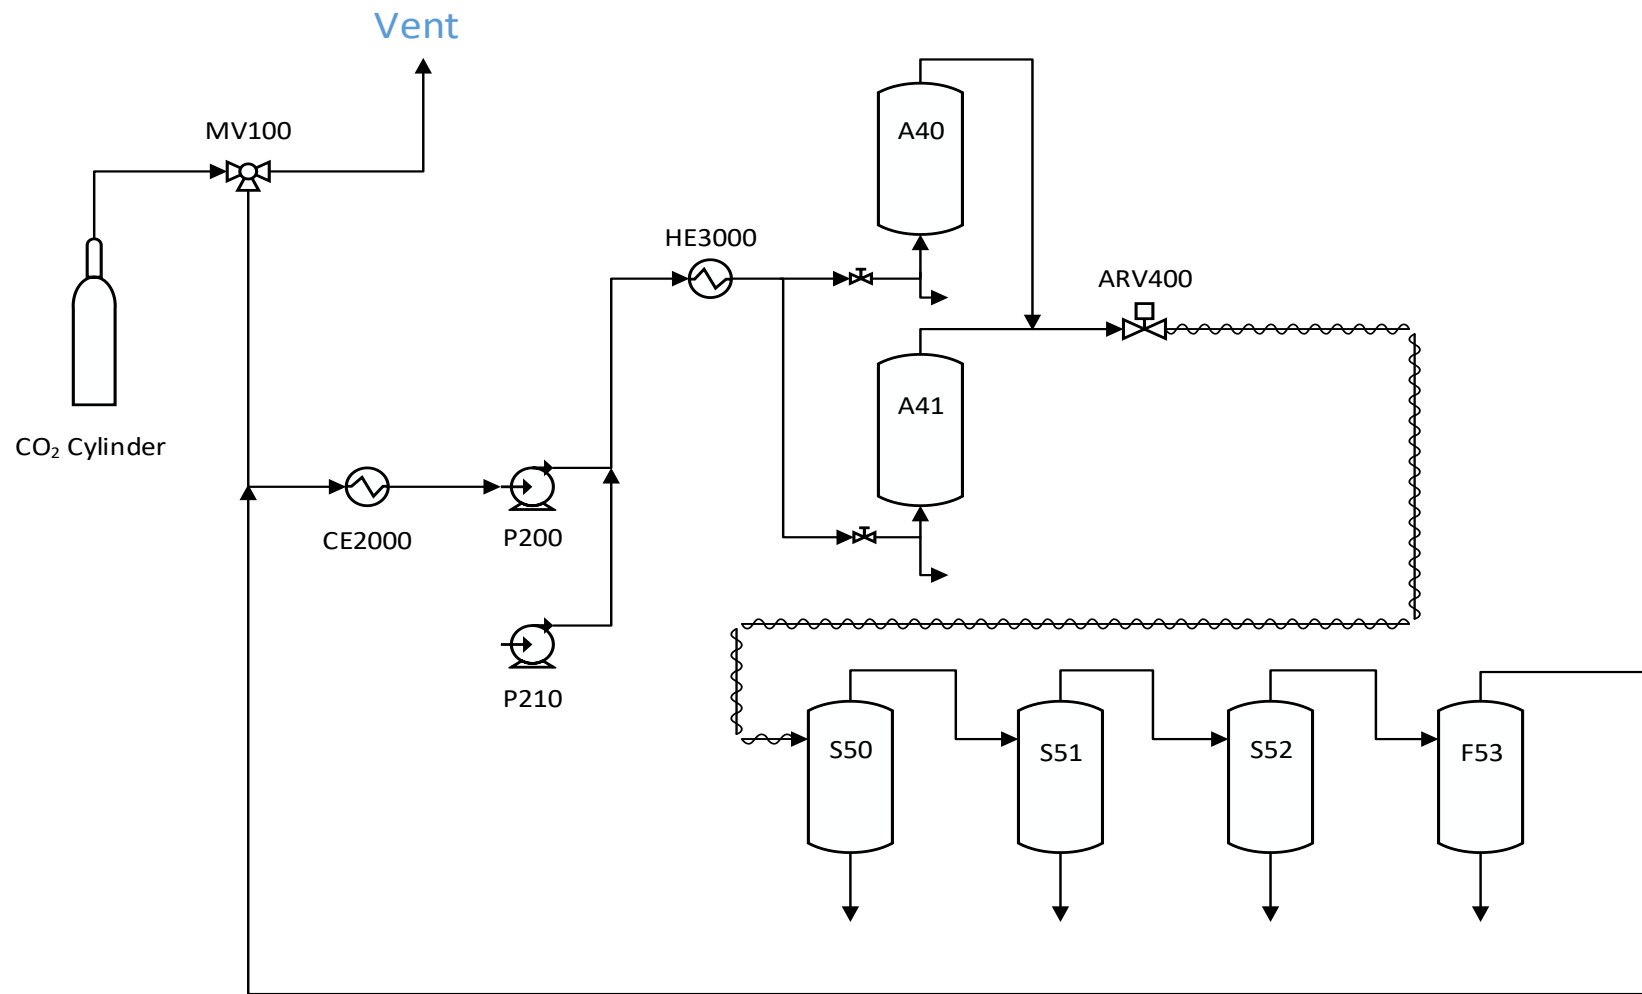 Vent
MV100
A40
HE3000
ARV400
A41
CO₂ Cylinder
CE2000
P200
P210
S50
S51
S52
F53